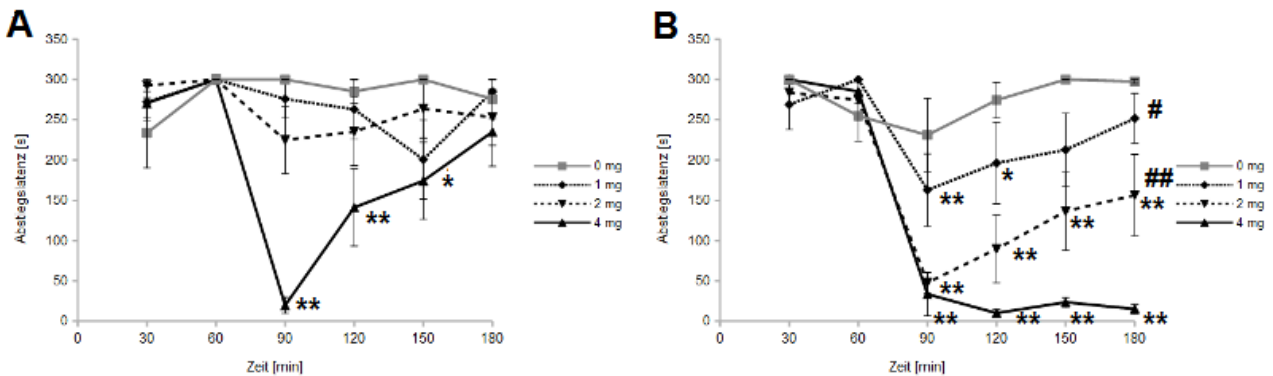 A
350
300
250
200
150
100
50
0
Abstiegslatenz [s]
0 30 60 90 120 150 180
Zeit [min]
**
**
*
0 mg
1 mg
2 mg
4 mg
B
350
300
250
200
150
100
50
0
Abstiegslatenz [s]
0 30 60 90 120 150 180
Zeit [min]
#
*
**
##
**
**
**
**
** ** ** **
0 mg
1 mg
2 mg
4 mg